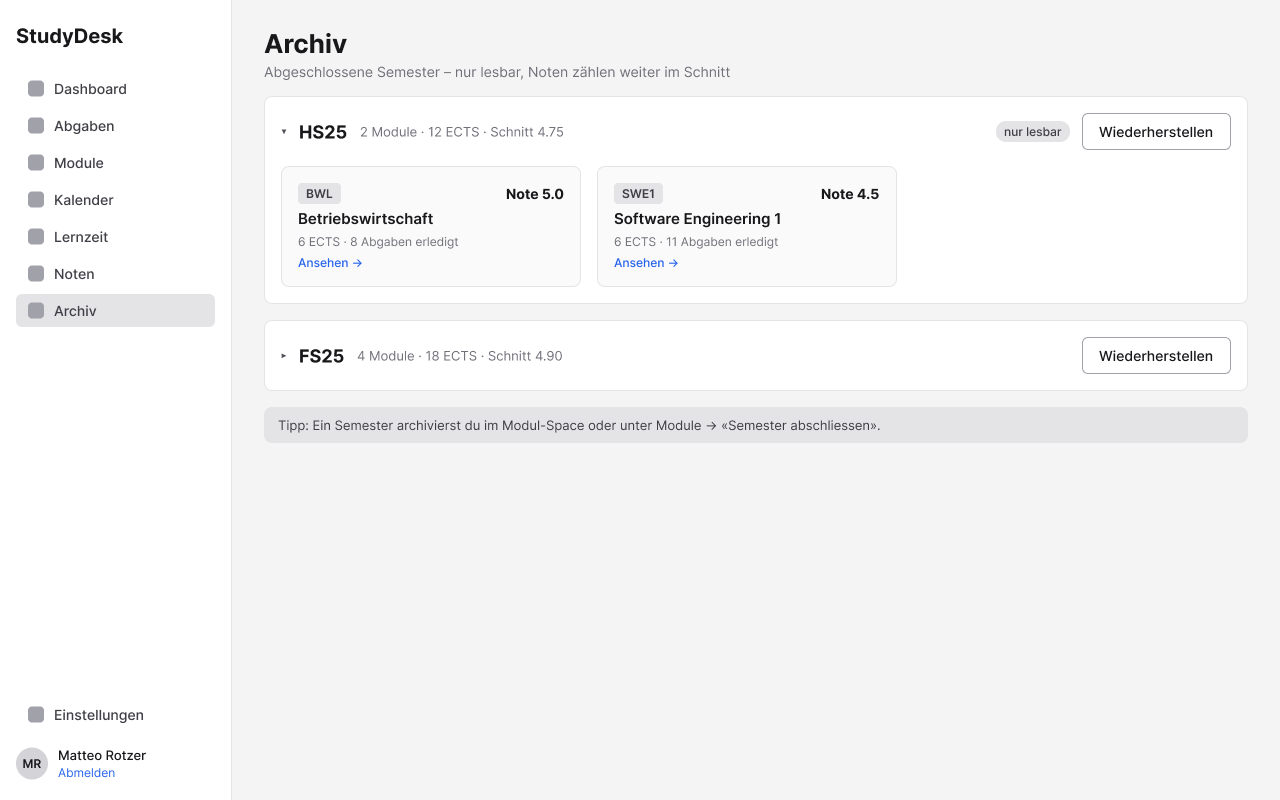 StudyDesk
Dashboard
Abgaben
Module
Kalender
Lernzeit
Noten
Archiv
Einstellungen
MR
Matteo Rotzer
Abmelden
Archiv
Abgeschlossene Semester – nur lesbar, Noten zählen weiter im Schnitt
▾ HS25 2 Module · 12 ECTS · Schnitt 4.75 nur lesbar Wiederherstellen
BWL Note 5.0
Betriebswirtschaft
6 ECTS · 8 Abgaben erledigt
Ansehen →
SWE1 Note 4.5
Software Engineering 1
6 ECTS · 11 Abgaben erledigt
Ansehen →
▸ FS25 4 Module · 18 ECTS · Schnitt 4.90 Wiederherstellen
Tipp: Ein Semester archivierst du im Modul-Space oder unter Module → «Semester abschliessen».